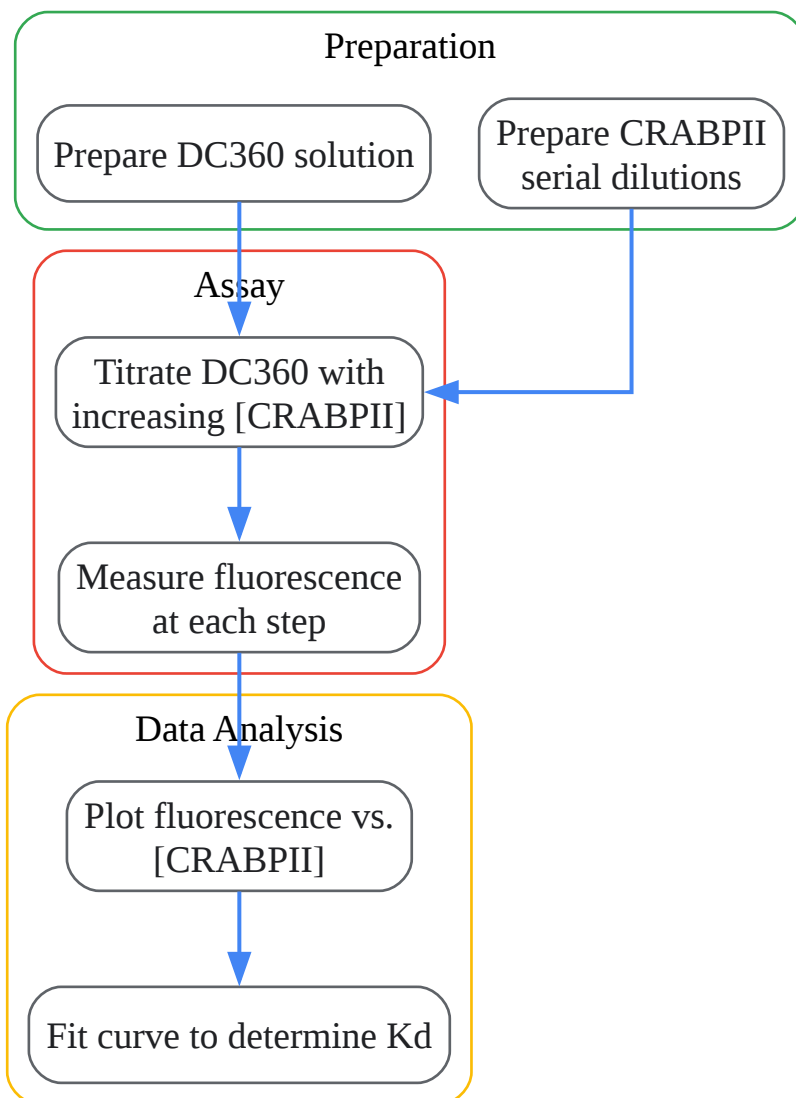 Preparation
Prepare DC360 solution
Prepare CRABPII
serial dilutions
Assay
Titrate DC360 with
increasing [CRABPII]
Measure fluorescence
at each step
Data Analysis
Plot fluorescence vs.
[CRABPII]
Fit curve to determine Kd